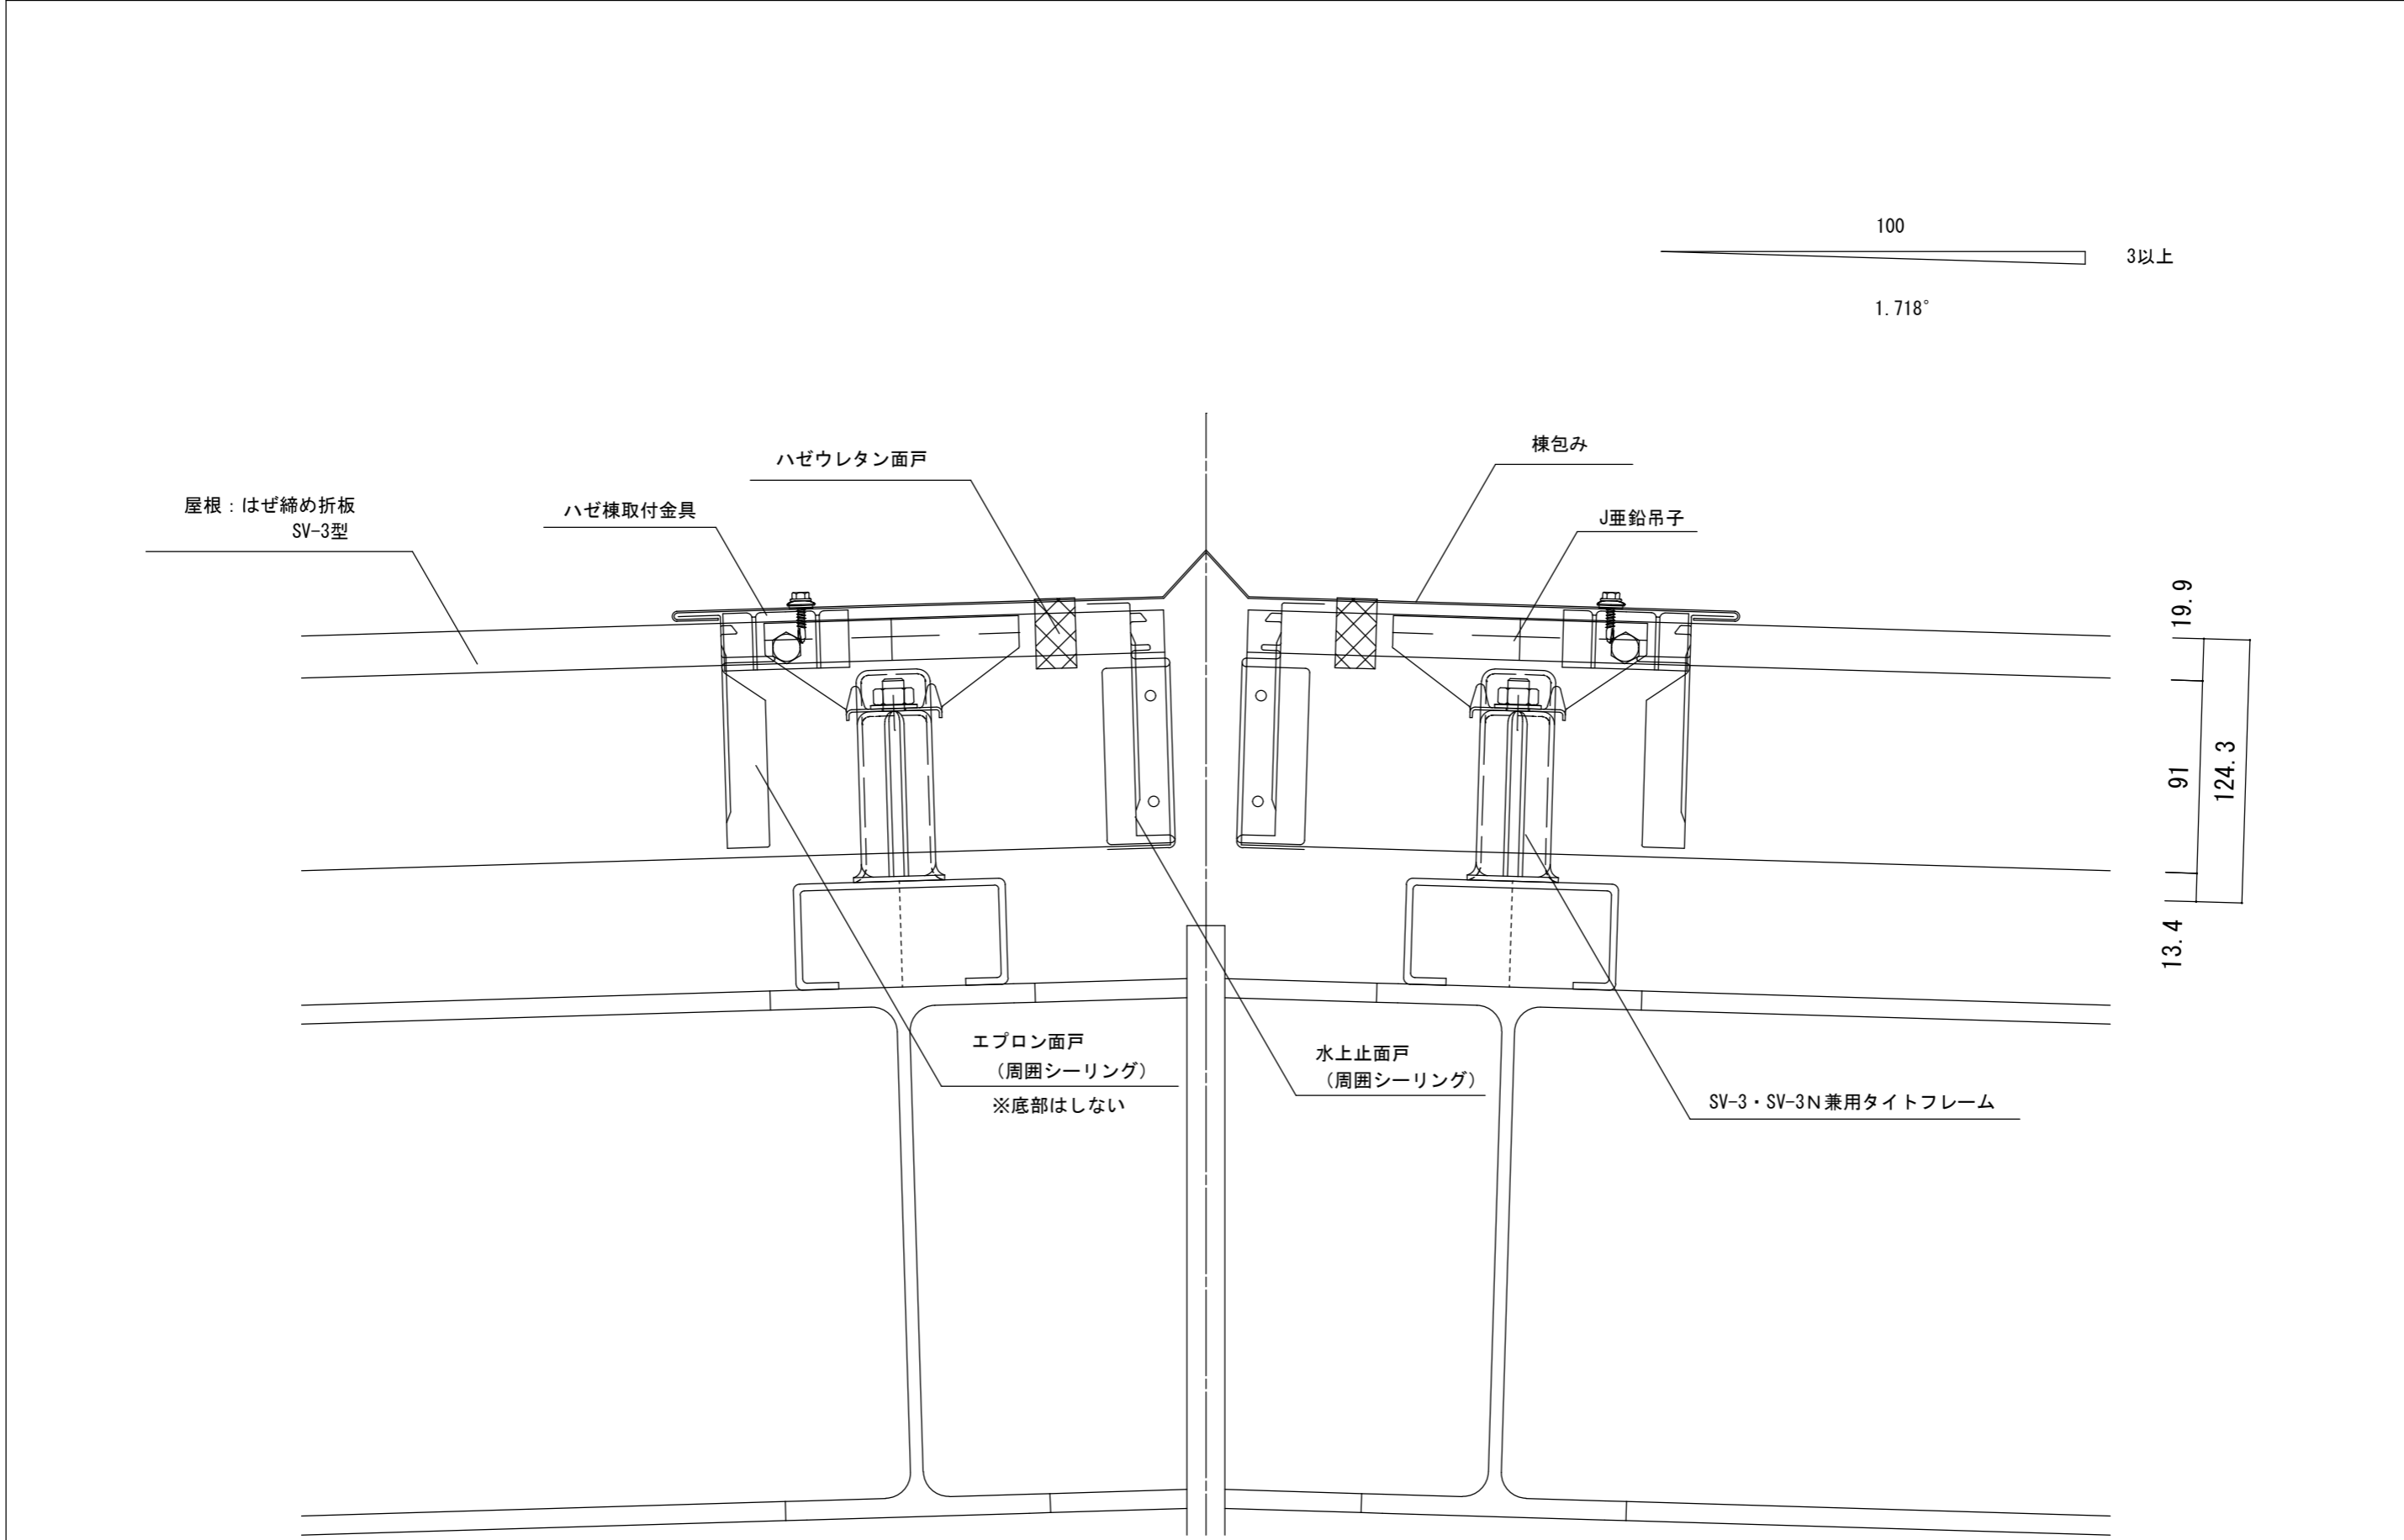 100
3以上
1.718°
棟包み
ハゼウレタン面戸
屋根：はぜ締め折板
SV-3型
ハゼ棟取付金具
J亜鉛吊子
19.9
91
124.3
13.4
エプロン面戸
（周囲シーリング）
※底部はしない
水上止面戸
（周囲シーリング）
SV-3・SV-3N兼用タイトフレーム